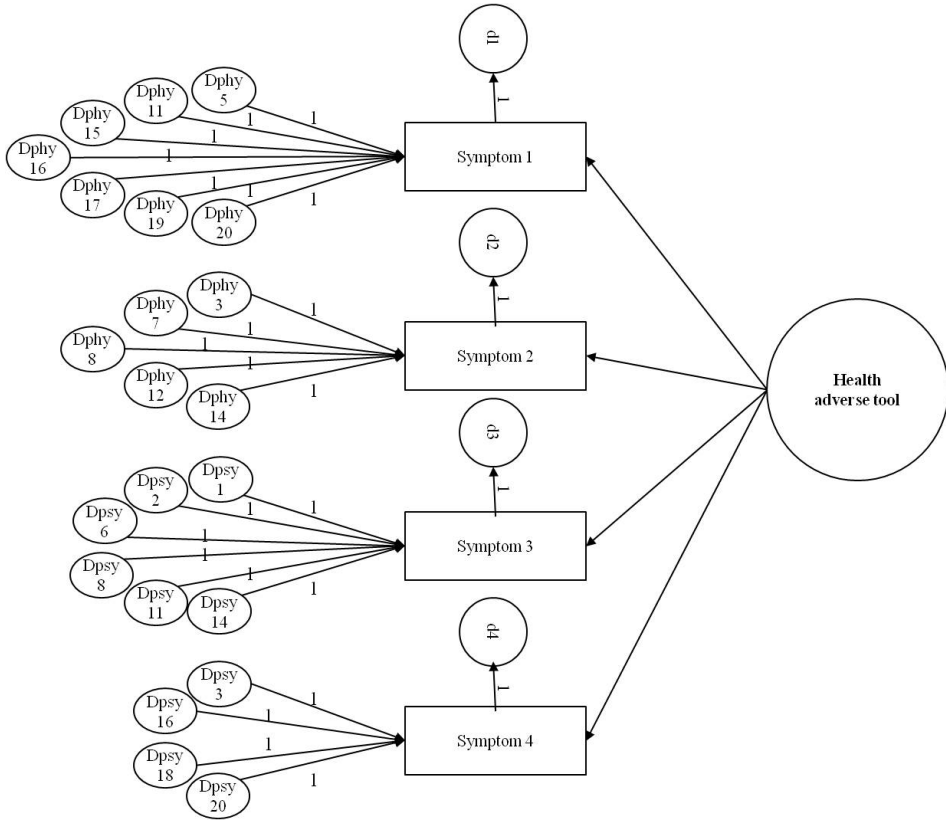 d1
1
Dphy
5
Dphy
11
Dphy
15
Dphy
16
Dphy
17
Dphy
19
Dphy
20
1
1
1
1
1
1
1
Symptom 1
d2
1
Dphy
3
Dphy
7
Dphy
8
Dphy
12
Dphy
14
1
1
1
1
1
Symptom 2
Health
adverse tool
d3
1
Dpsy
1
Dpsy
2
Dpsy
6
Dpsy
8
Dpsy
11
Dpsy
14
1
1
1
1
1
1
Symptom 3
d4
1
Dpsy
3
Dpsy
16
Dpsy
18
Dpsy
20
1
1
1
1
Symptom 4